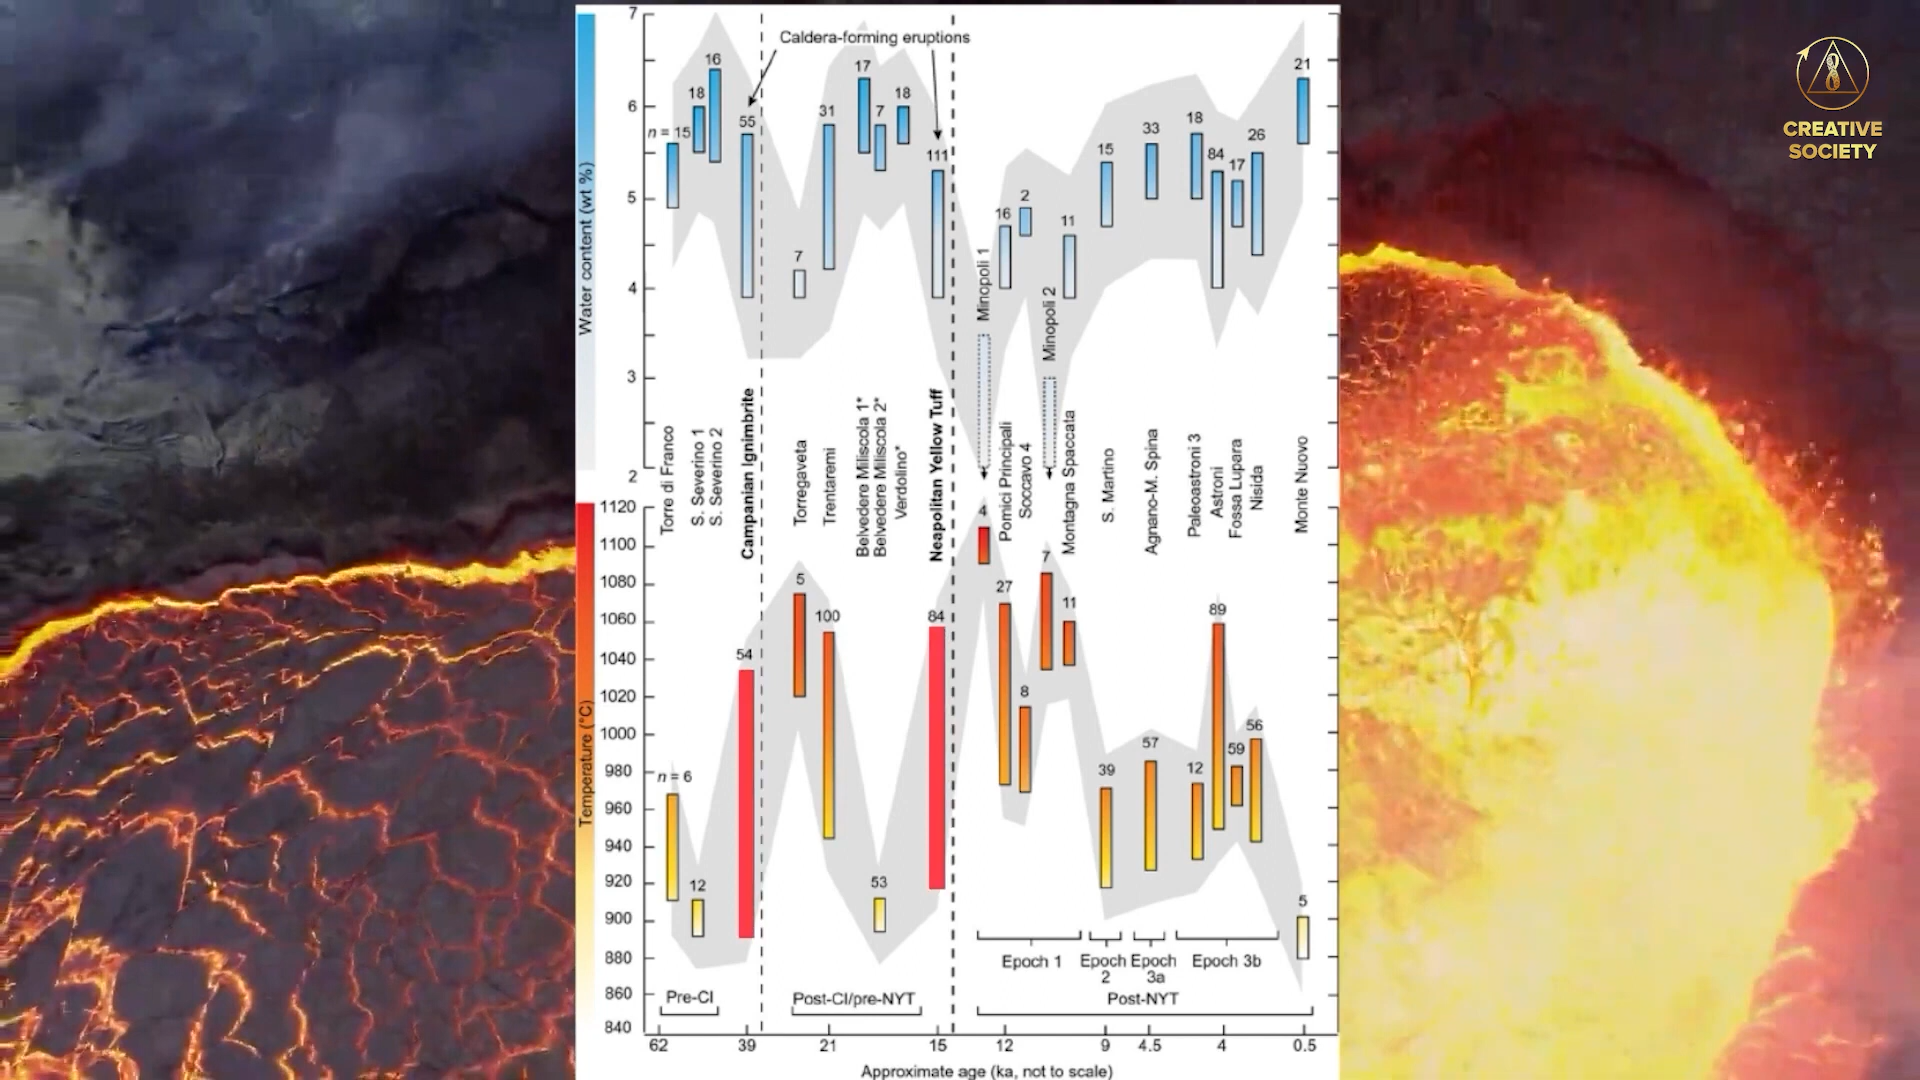 CREATIVE
SOCIETY
Caldera-forming eruptions
Water content (wt %)
7
6
5
4
3
2
n = 15
18
16
55
7
31
17
7
18
111
16
2
11
15
33
18
84
17
26
21
Torre di Franco
S. Severino 1
S. Severino 2
Campanian Ignimbrite
Torregaveta
Trentaremi
Belvedere Miliscola 1*
Belvedere Miliscola 2*
Verdolino*
Neapolitan Yellow Tuff
Minopoli 1
Pomici Principali
Soccavo 4
Minopoli 2
Montagna Spaccata
S. Martino
Agnano-M. Spina
Paleoastroni 3
Astroni
Fossa Lupara
Nisida
Monte Nuovo
Temperature (°C)
1120
1100
1080
1060
1040
1020
1000
980
960
940
920
900
880
860
840
n = 6
12
54
5
100
53
84
4
27
8
7
11
39
57
12
89
59
56
5
Epoch 1
Epoch
2
Epoch
3a
Epoch 3b
Pre-CI
Post-CI/pre-NYT
Post-NYT
62
39
21
15
12
9
4.5
4
0.5
Approximate age (ka, not to scale)